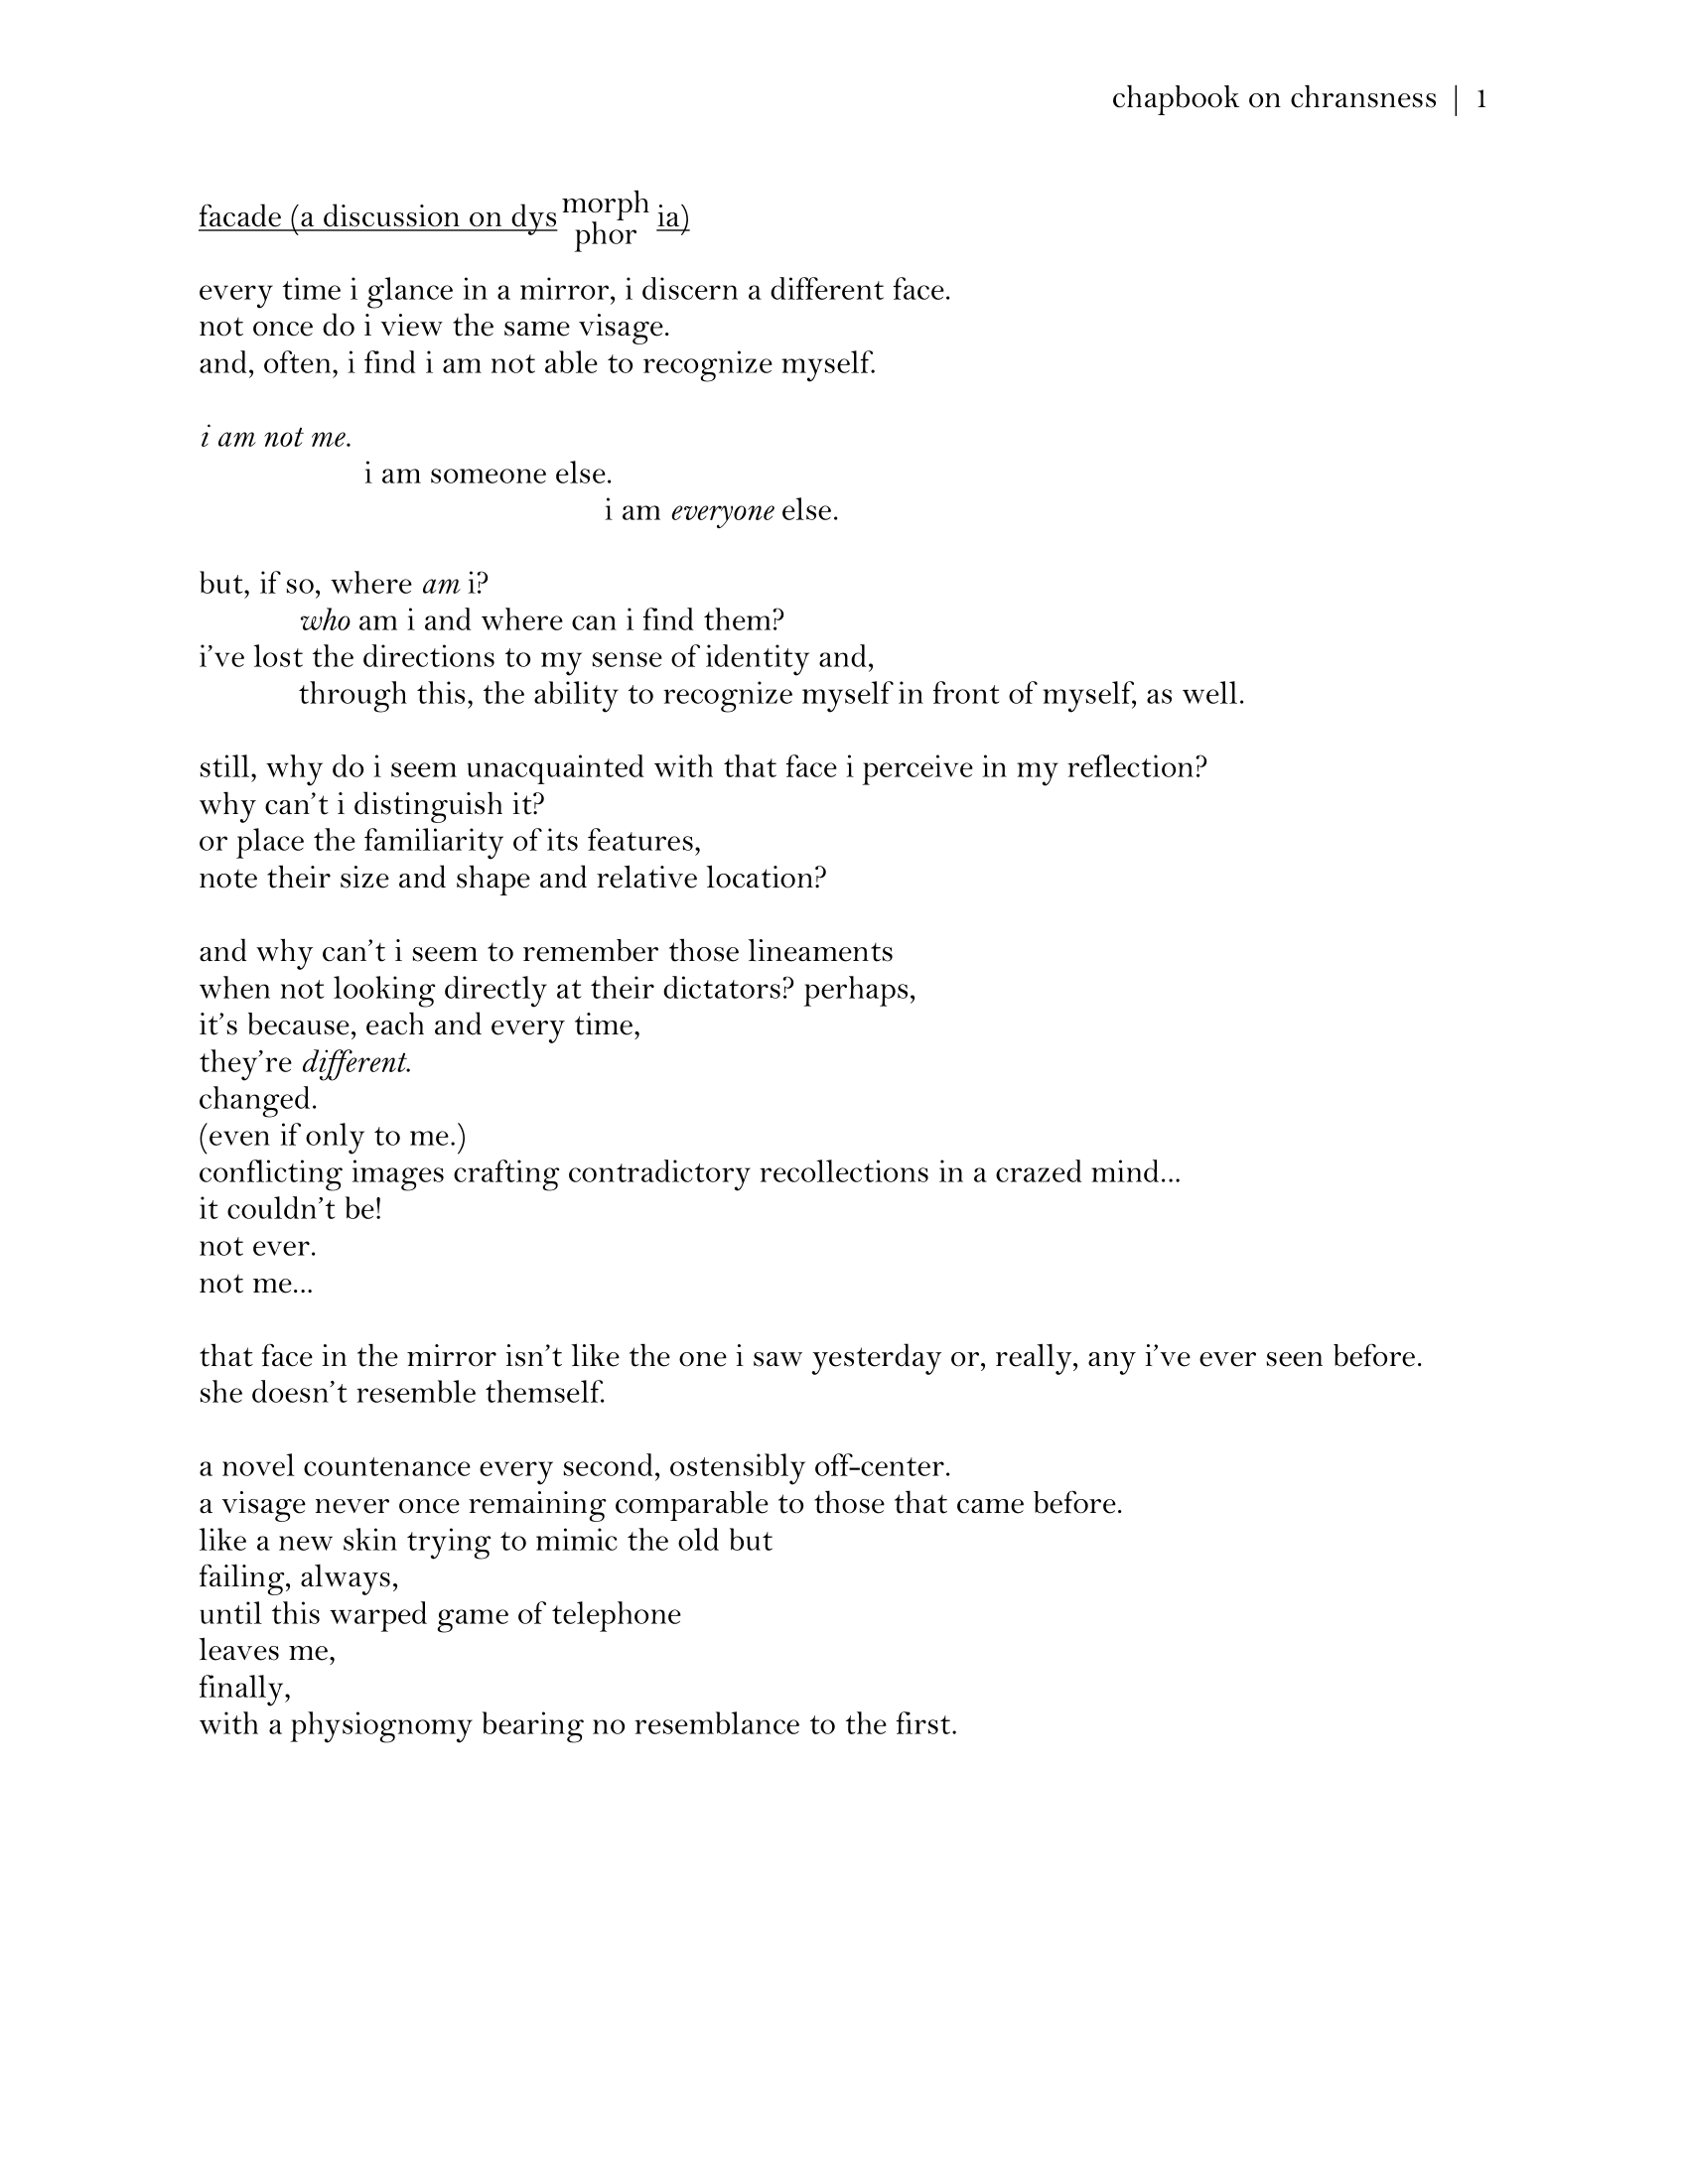 chapbook on chransness | 1
facade (a discussion on dys morph phor ia)
every time i glance in a mirror, i discern a different face.
not once do i view the same visage.
and, often, i find i am not able to recognize myself.
i am not me.
i am someone else.
i am everyone else.
but, if so, where am i?
who am i and where can i find them?
i’ve lost the directions to my sense of identity and,
through this, the ability to recognize myself in front of myself, as well.
still, why do i seem unacquainted with that face i perceive in my reflection?
why can’t i distinguish it?
or place the familiarity of its features,
note their size and shape and relative location?
and why can’t i seem to remember those lineaments
when not looking directly at their dictators? perhaps,
it’s because, each and every time,
they’re different.
changed.
(even if only to me.)
conflicting images crafting contradictory recollections in a crazed mind...
it couldn’t be!
not ever.
not me...
that face in the mirror isn’t like the one i saw yesterday or, really, any i’ve ever seen before.
she doesn’t resemble themself.
a novel countenance every second, ostensibly off-center.
a visage never once remaining comparable to those that came before.
like a new skin trying to mimic the old but
failing, always,
until this warped game of telephone
leaves me,
finally,
with a physiognomy bearing no resemblance to the first.